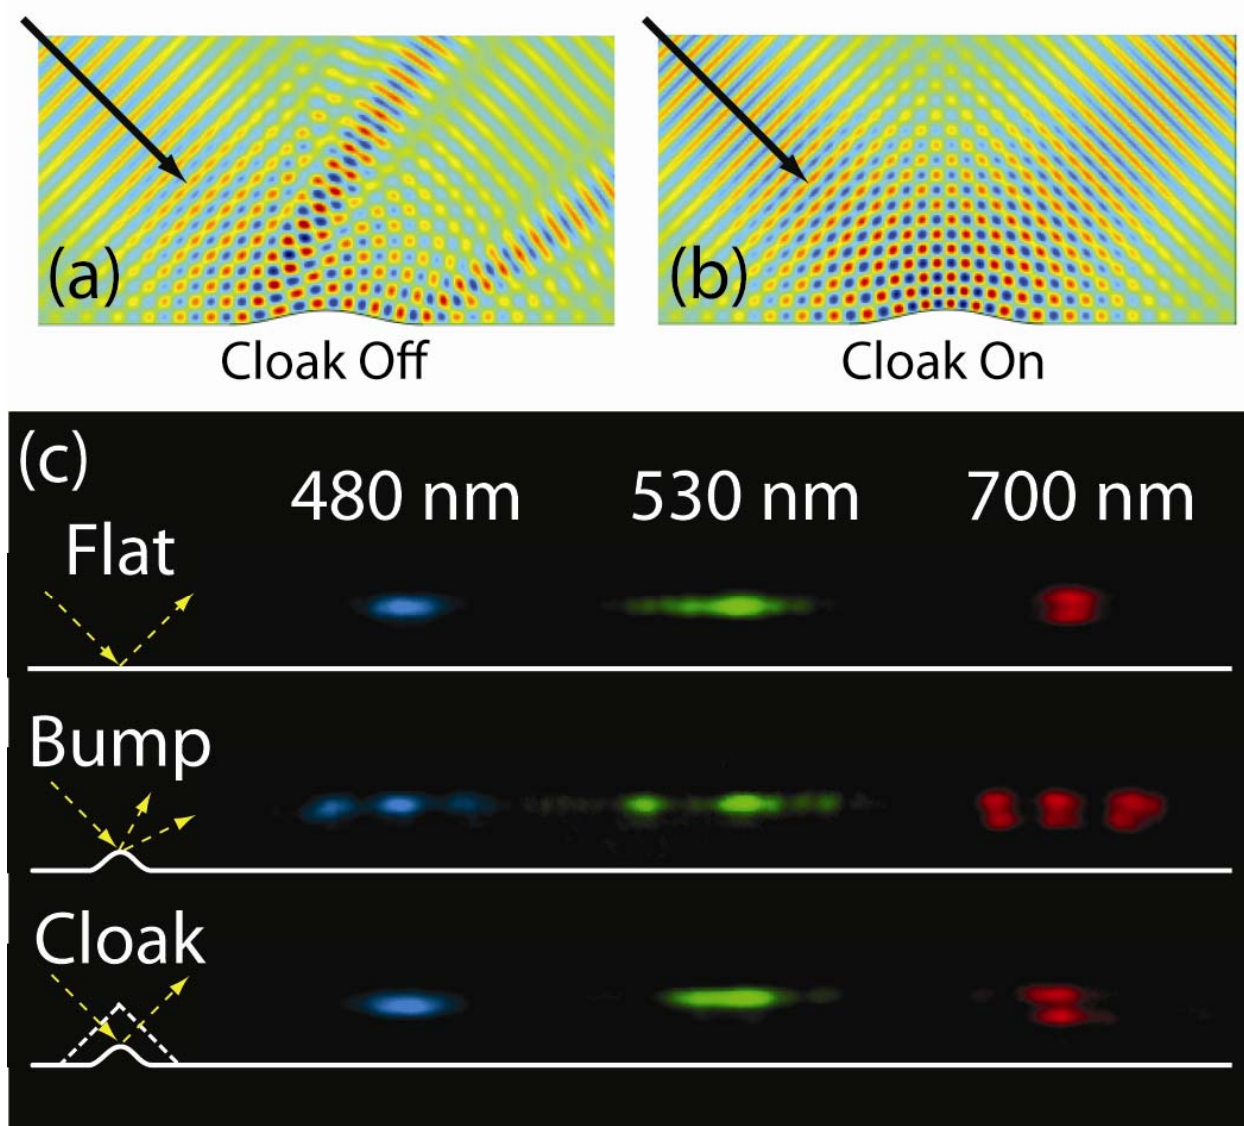 (a)
(b)
Cloak Off
Cloak On
(c)
480 nm
530 nm
700 nm
Flat
Bump
Cloak